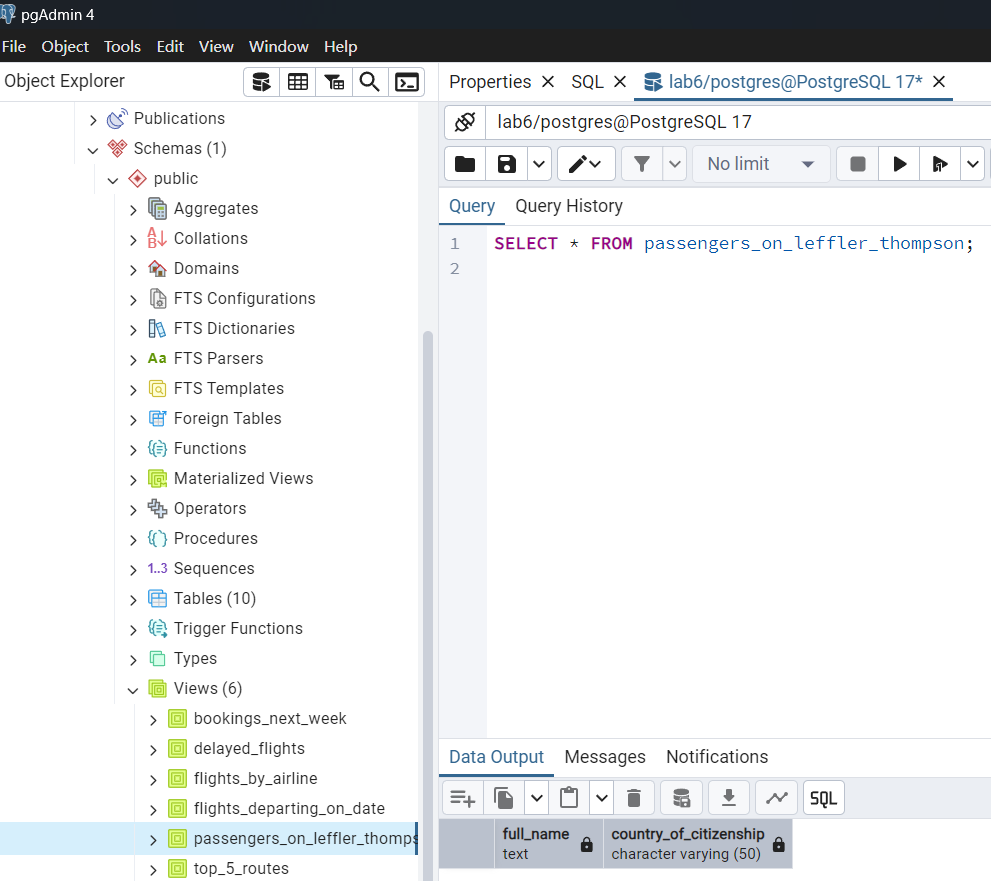 pgAdmin 4
File Object Tools Edit View Window Help
Object Explorer
Publications
Schemas (1)
public
Aggregates
Collations
Domains
FTS Configurations
FTS Dictionaries
Aa FTS Parsers
FTS Templates
Foreign Tables
Functions
Materialized Views
Operators
Procedures
1..3 Sequences
Tables (10)
Trigger Functions
Types
Views (6)
bookings_next_week
delayed_flights
flights_by_airline
flights_departing_on_date
passengers_on_leffler_thomps
top_5_routes
Properties SQL lab6/postgres@PostgreSQL 17*
lab6/postgres@PostgreSQL 17
No limit
Query Query History
1 SELECT * FROM passengers_on_leffler_thompson;
2
Data Output Messages Notifications
SQL
full_name country_of_citizenship
text character varying (50)